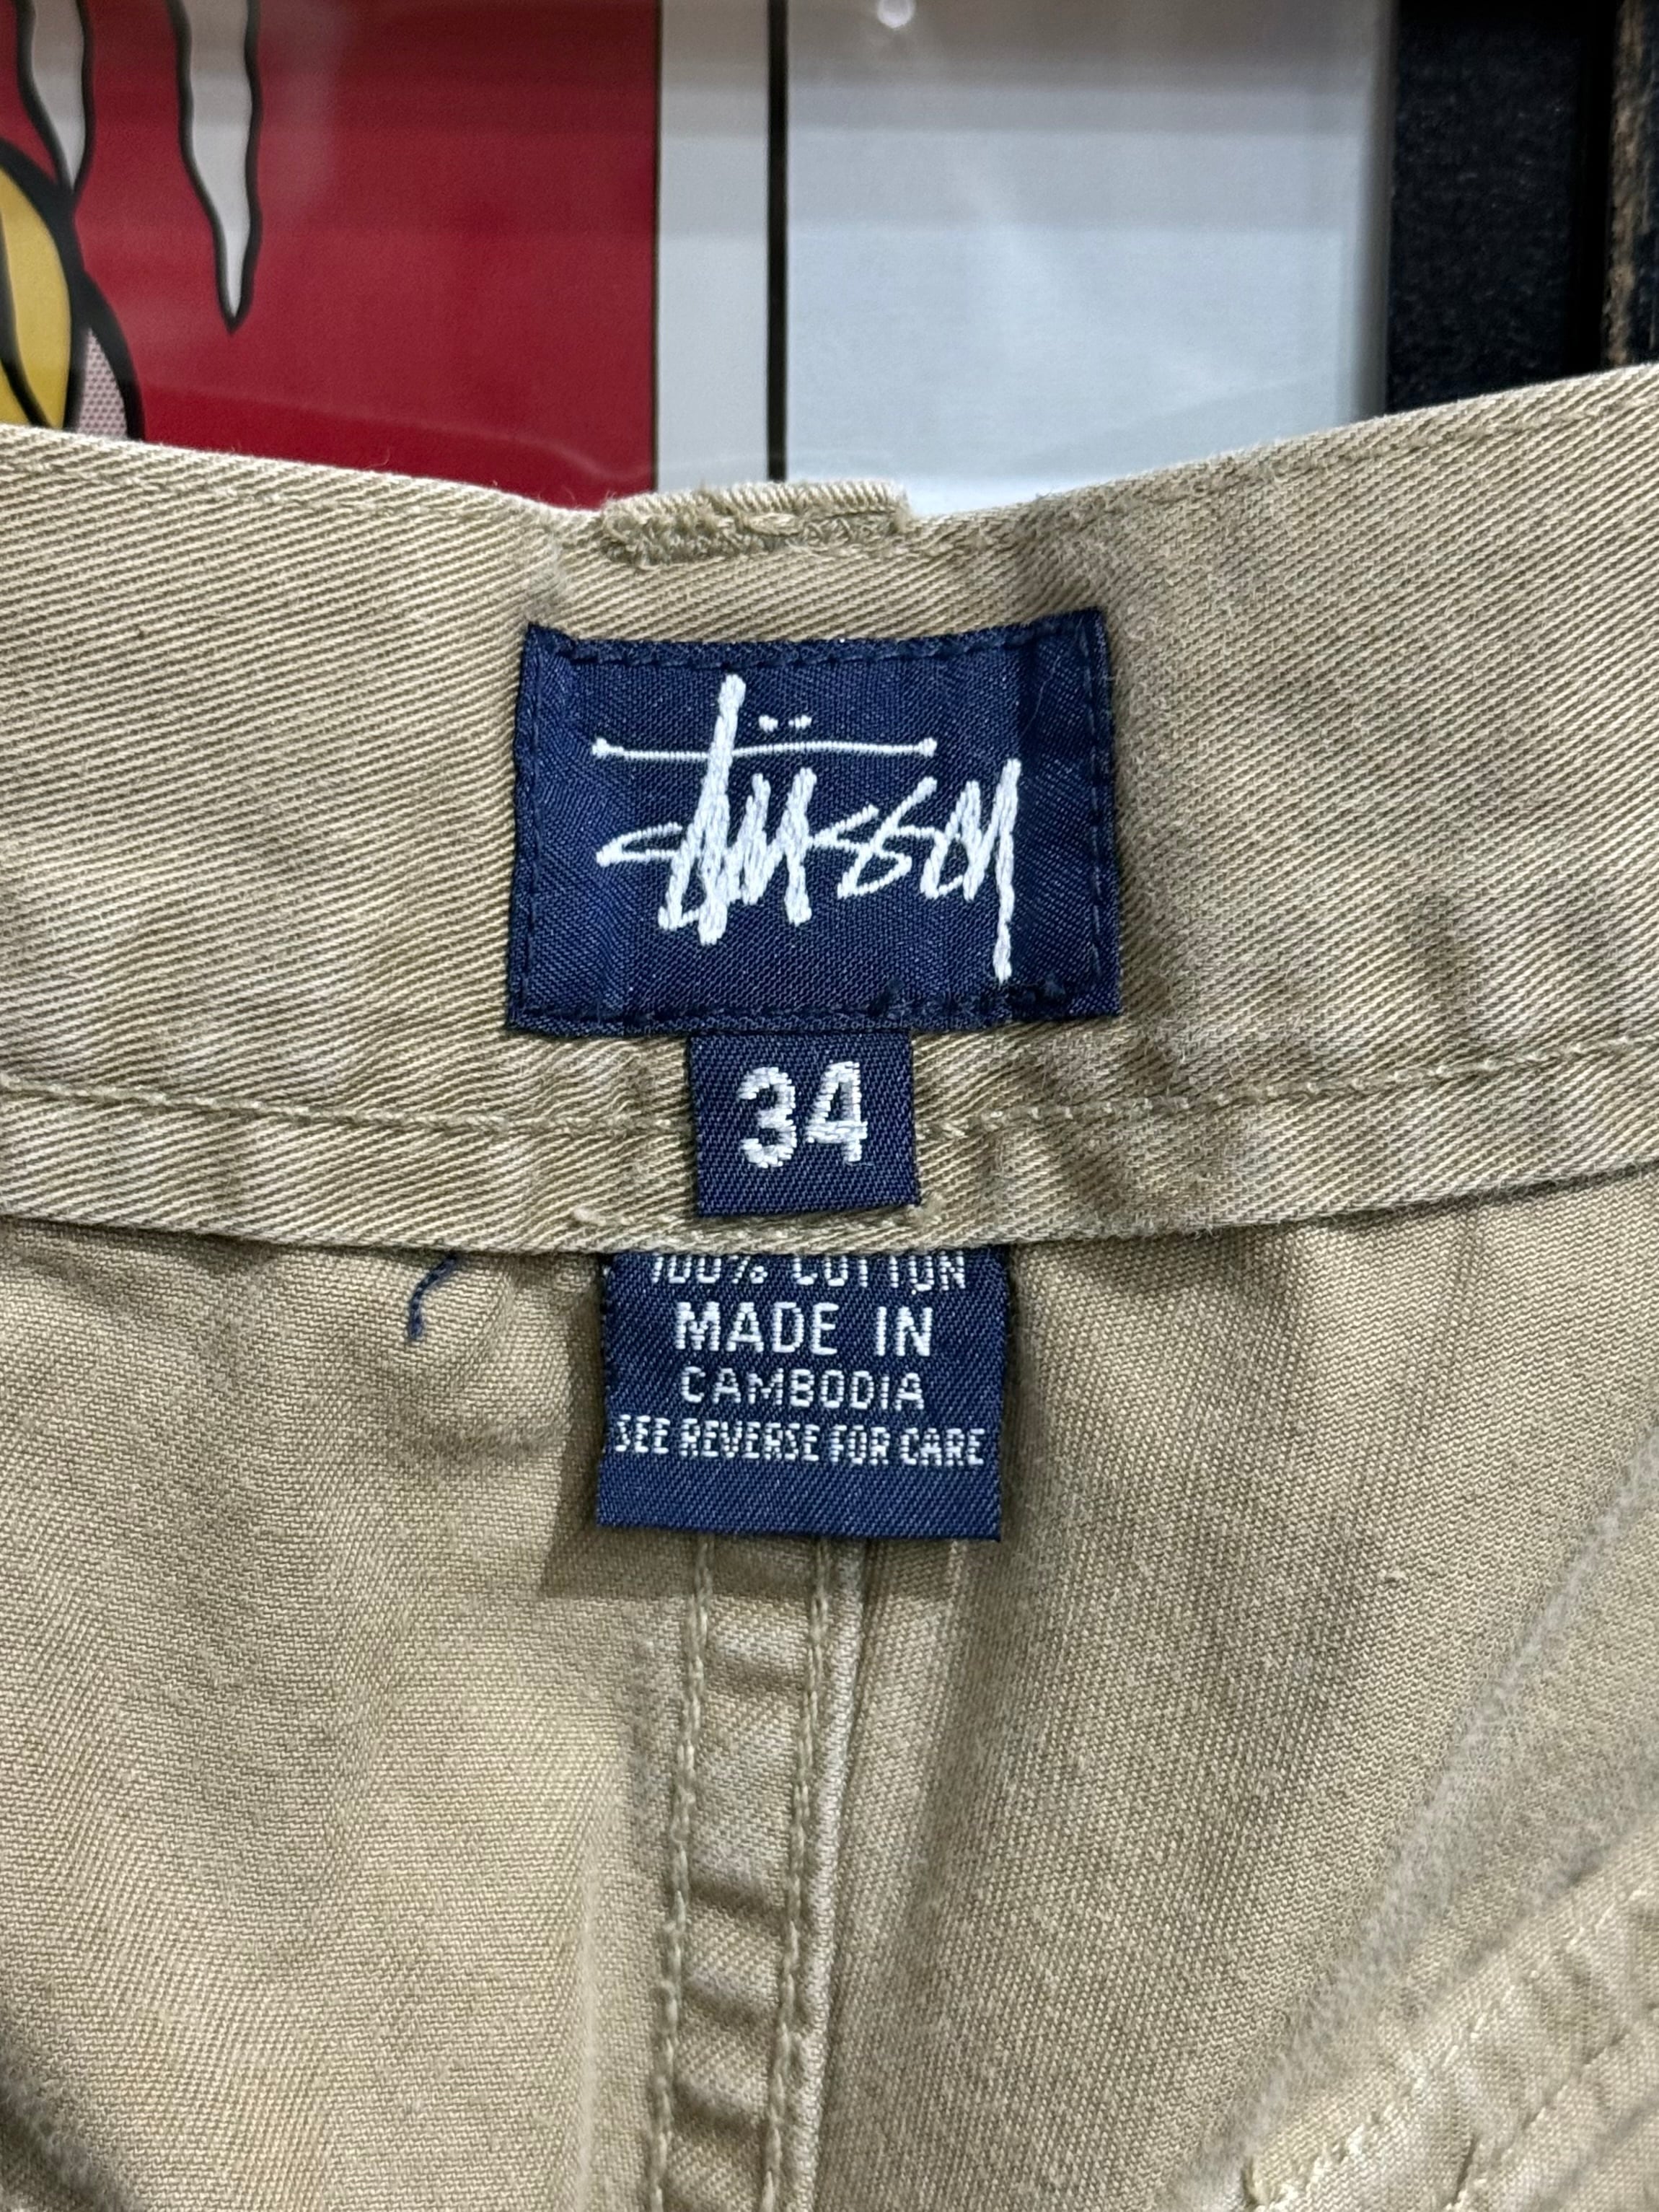 Stüssy
34
100% COTTON
MADE IN
CAMBODIA
SEE REVERSE FOR CARE